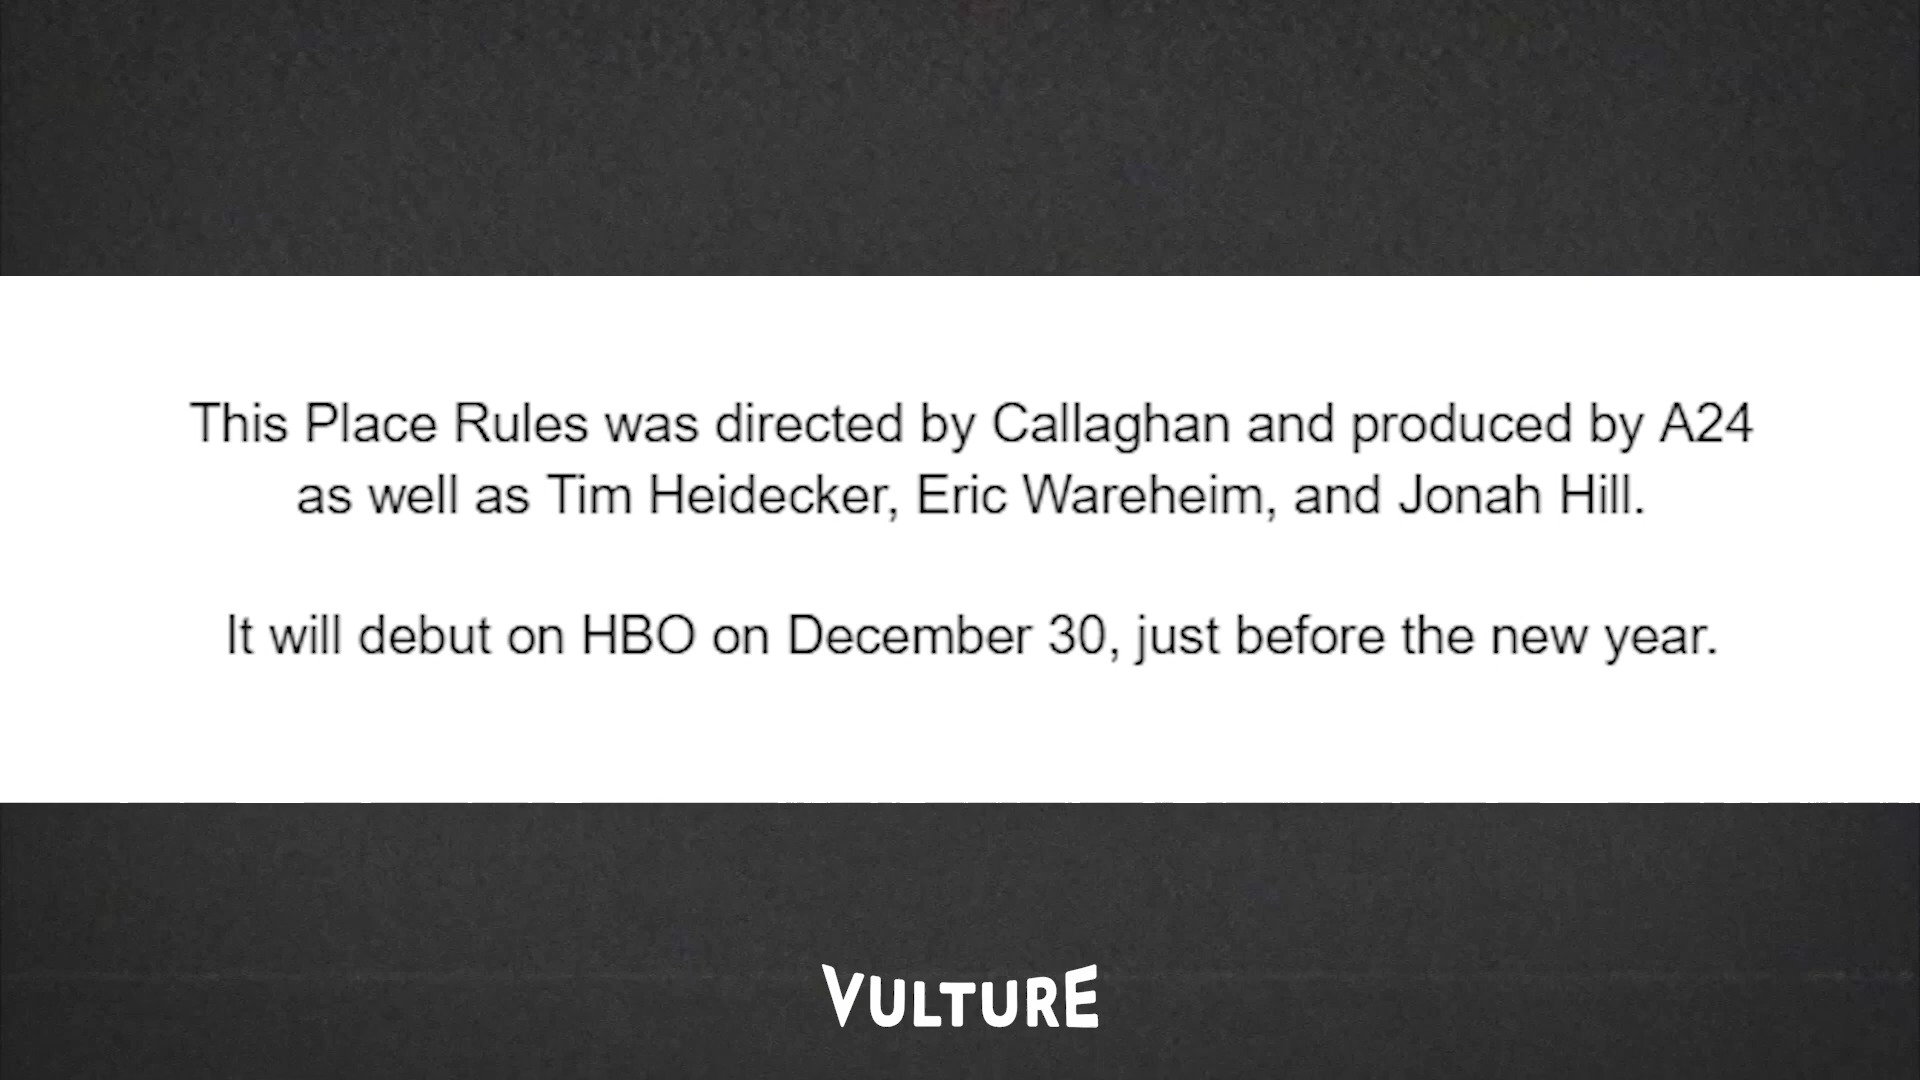 This Place Rules was directed by Callaghan and produced by A24
as well as Tim Heidecker, Eric Wareheim, and Jonah Hill.
It will debut on HBO on December 30, just before the new year.
VULTURE